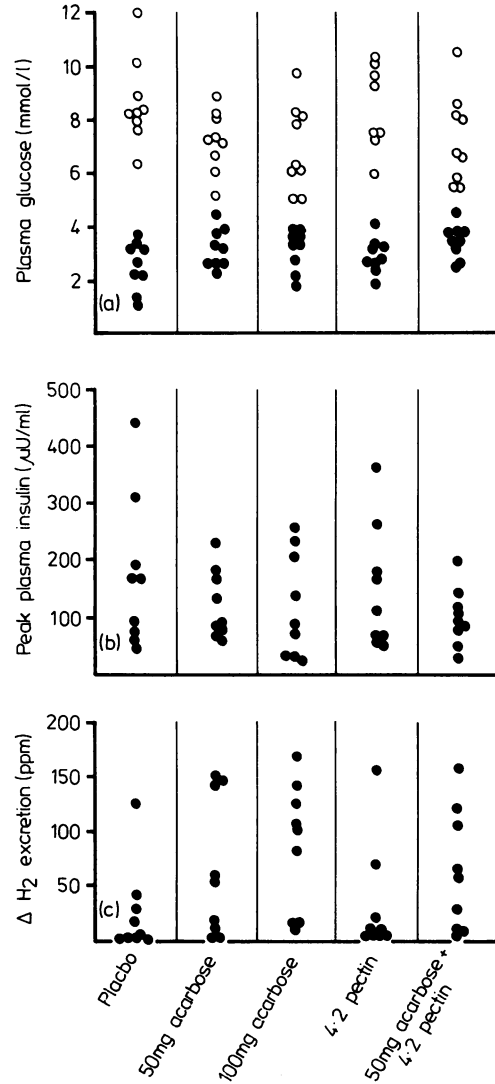 Plasma glucose (mmol/l)
12
10
8
6
4
2
(a)
Peak plasma insulin (μU/ml)
500
400
300
200
100
(b)
Δ H2 excretion (ppm)
200
150
100
50
(c)
Placbo
50mg acarbose
100mg acarbose
4·2 pectin
50mg acarbose+
4·2 pectin